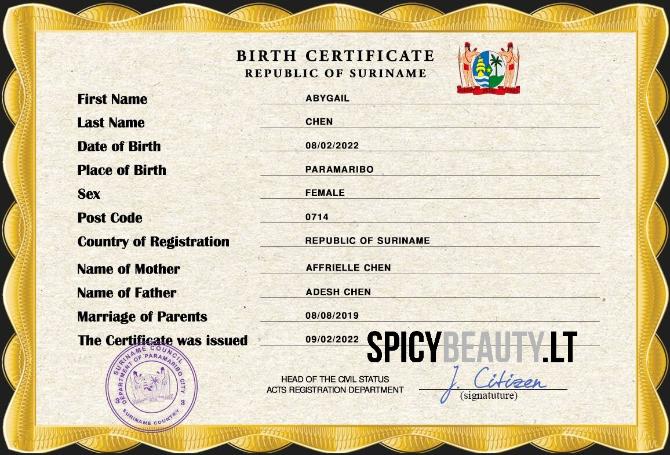 BIRTH CERTIFICATE
REPUBLIC OF SURINAME
First Name ABYGAIL
Last Name CHEN
Date of Birth 08/02/2022
Place of Birth PARAMARIBO
Sex FEMALE
Post Code 0714
Country of Registration REPUBLIC OF SURINAME
Name of Mother AFFRIELLE CHEN
Name of Father ADESH CHEN
Marriage of Parents 08/08/2019
The Certificate was issued 09/02/2022
SPICYBEAUTY.LT
SURINAME COUNCIL
DEPARTMENT OF PARAMARIBO CITY
SURINAME COUNTRY
HEAD OF THE CIVIL STATUS
ACTS REGISTRATION DEPARTMENT
J. Citizen
(signatuture)